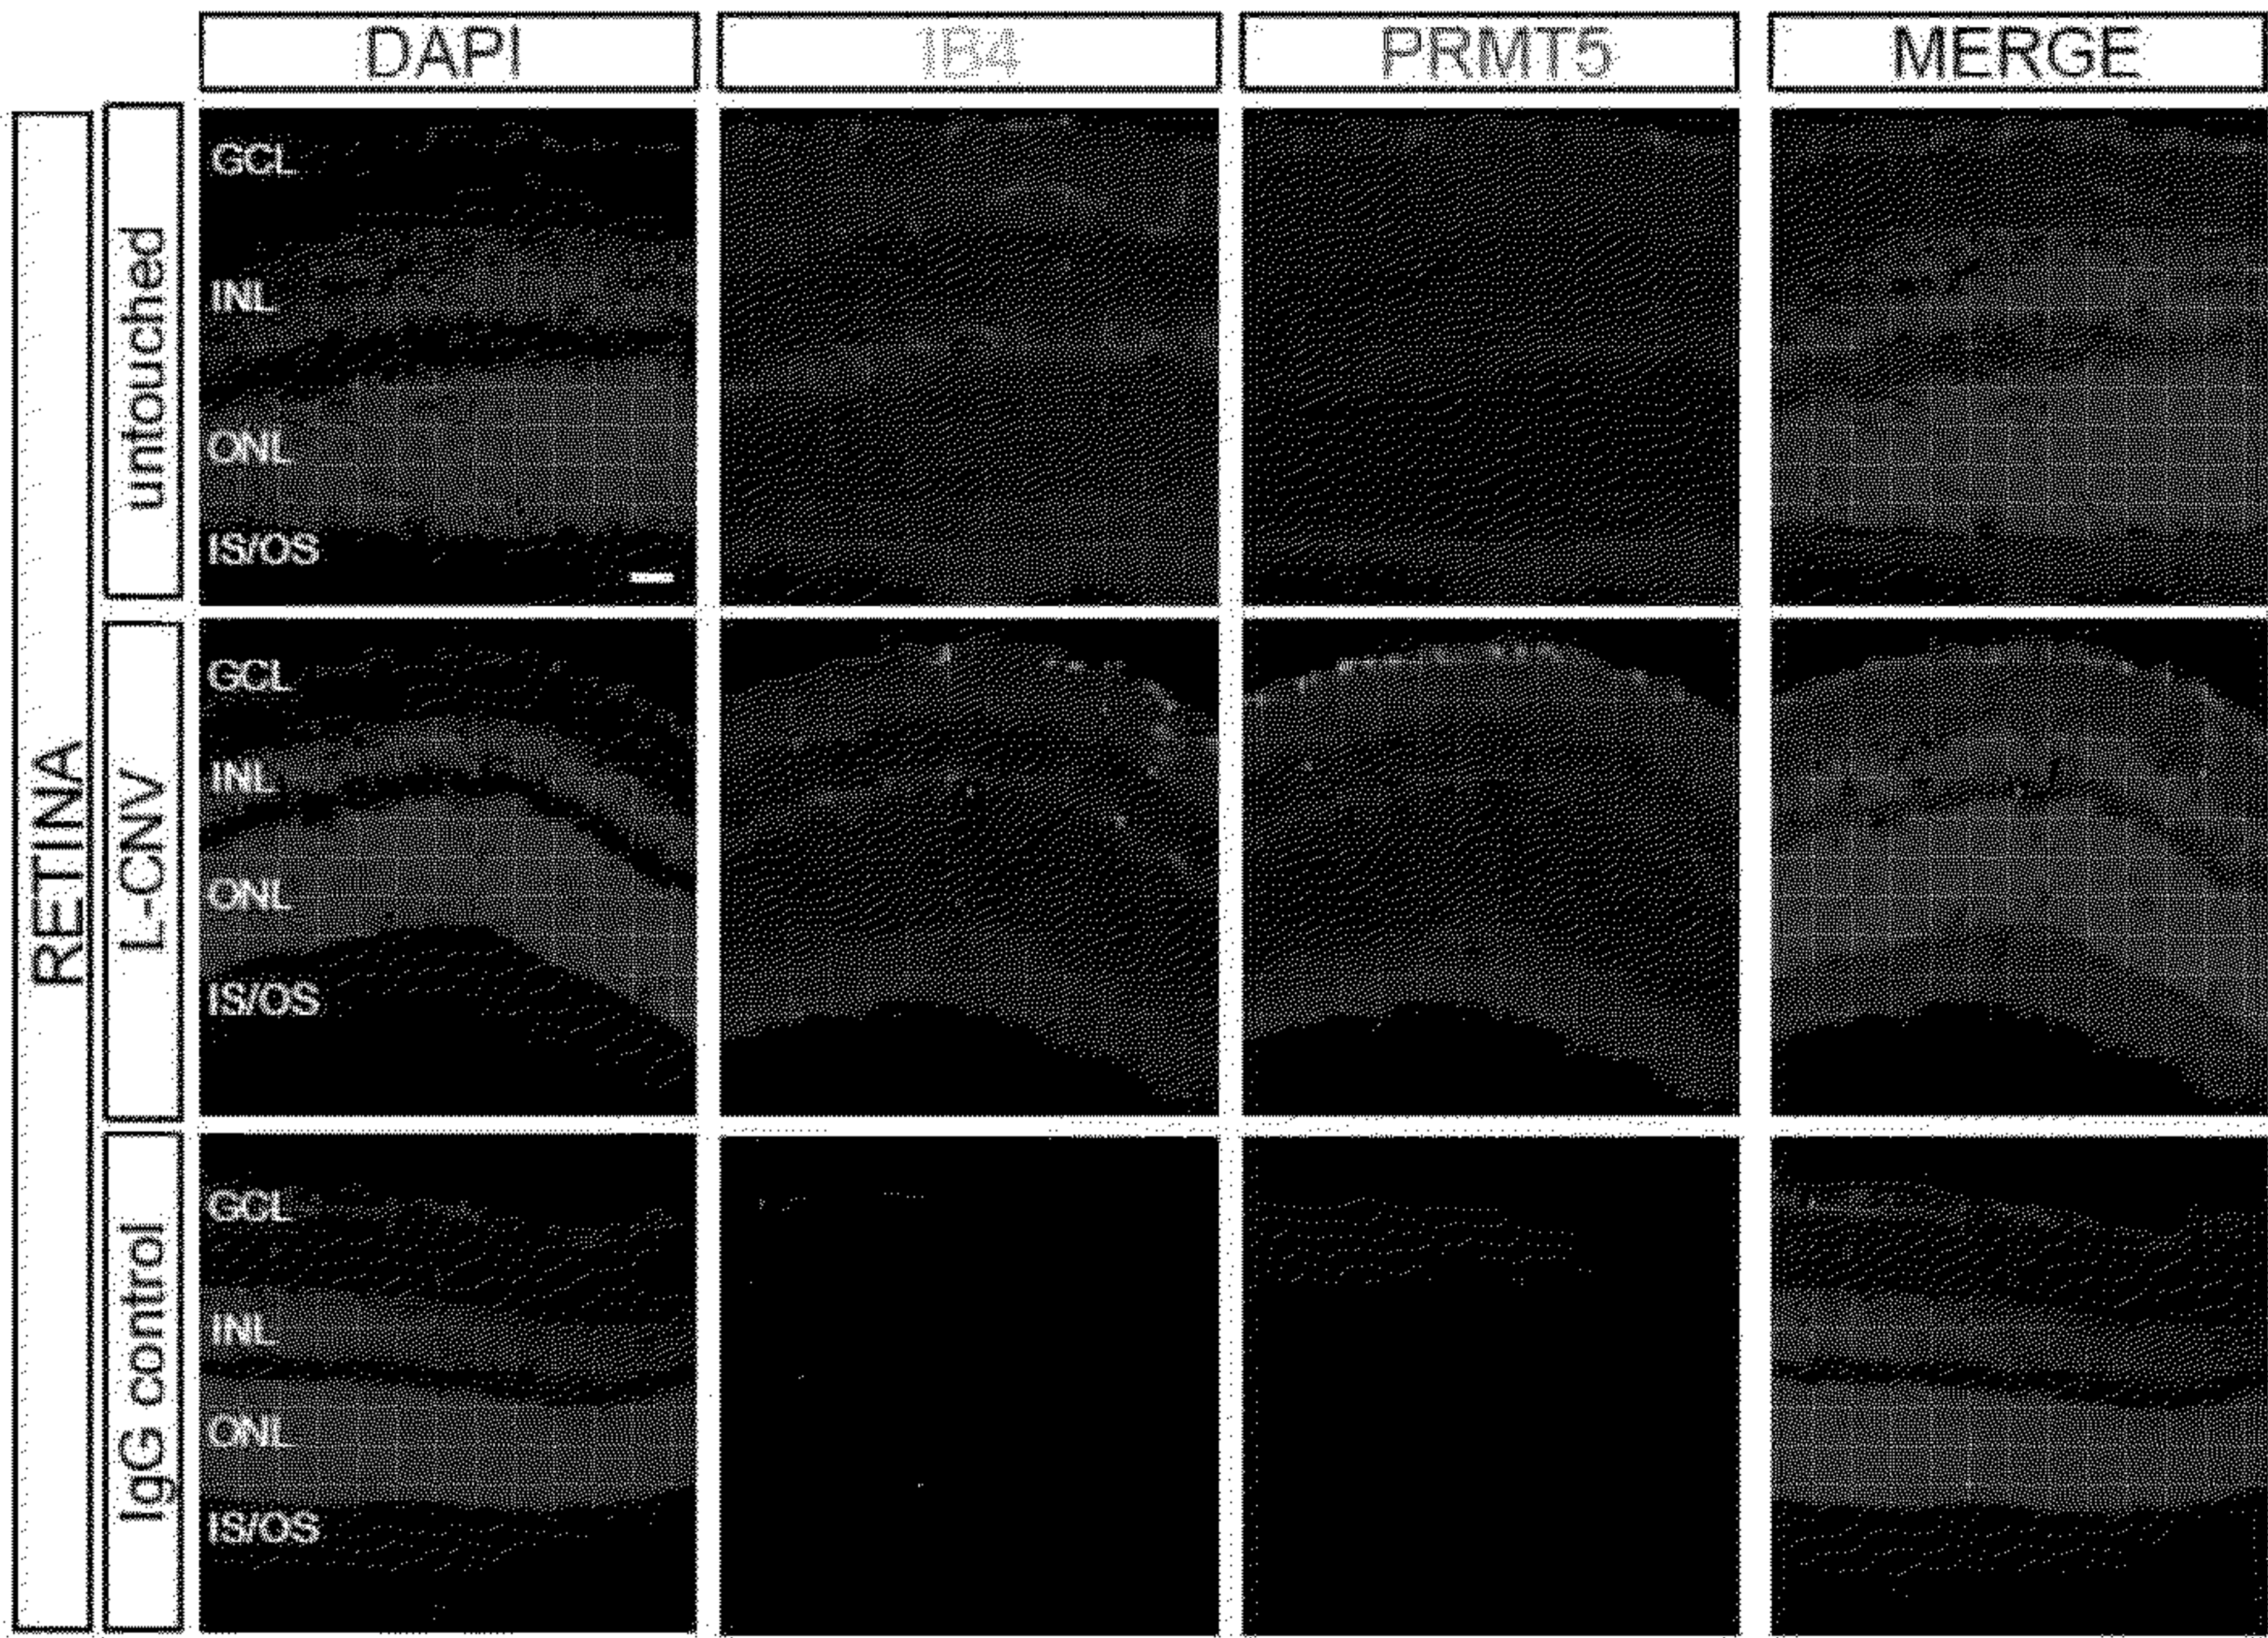 DAPI
IB4
PRMT5
MERGE
RETINA
untouched
GCL
INL
ONL
IS/OS
L-CNV
GCL
INL
ONL
IS/OS
IgG control
GCL
INL
ONL
IS/OS